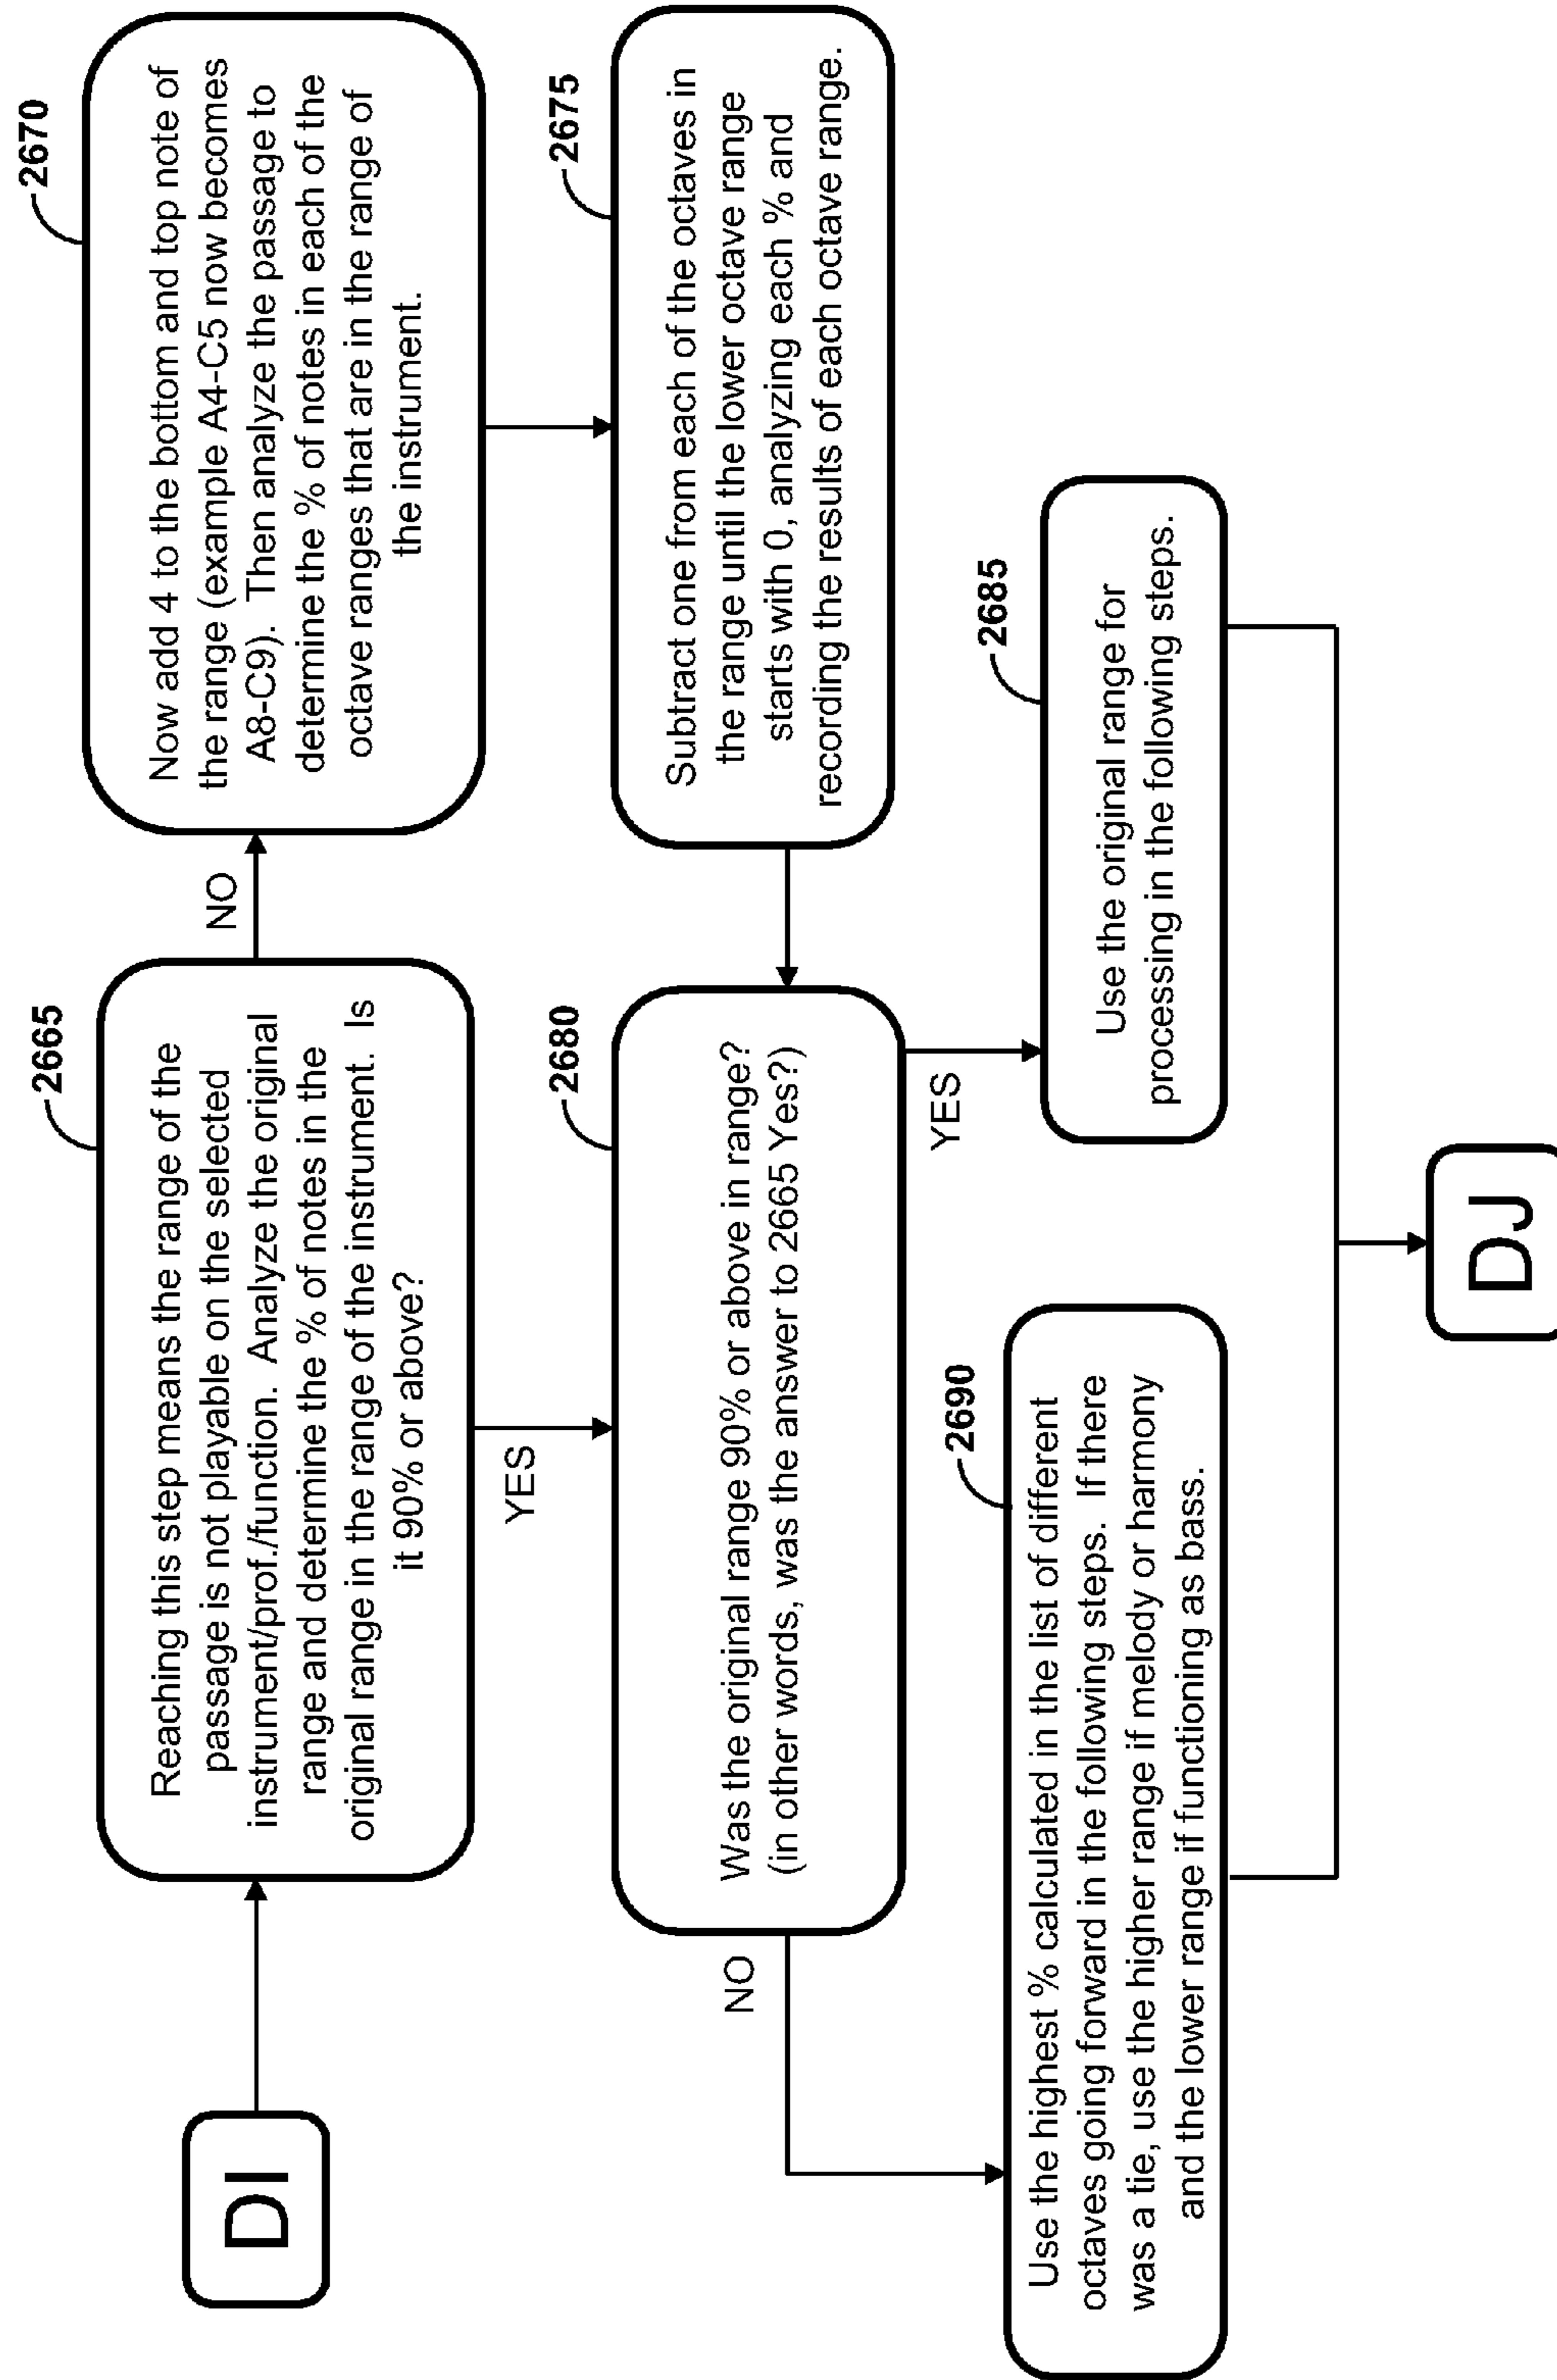 DI
2665
Reaching this step means the range of the
passage is not playable on the selected
instrument/prof./function. Analyze the original
range and determine the % of notes in the
original range in the range of the instrument. Is
it 90% or above?
NO
2670
Now add 4 to the bottom and top note of
the range (example A4-C5 now becomes
A8-C9). Then analyze the passage to
determine the % of notes in each of the
octave ranges that are in the range of
the instrument.
YES
2680
Was the original range 90% or above in range?
(in other words, was the answer to 2665 Yes?)
2675
Subtract one from each of the octaves in
the range until the lower octave range
starts with 0, analyzing each % and
recording the results of each octave range.
NO
YES
2690
Use the highest % calculated in the list of different
octaves going forward in the following steps. If there
was a tie, use the higher range if melody or harmony
and the lower range if functioning as bass.
2685
Use the original range for
processing in the following steps.
DJ